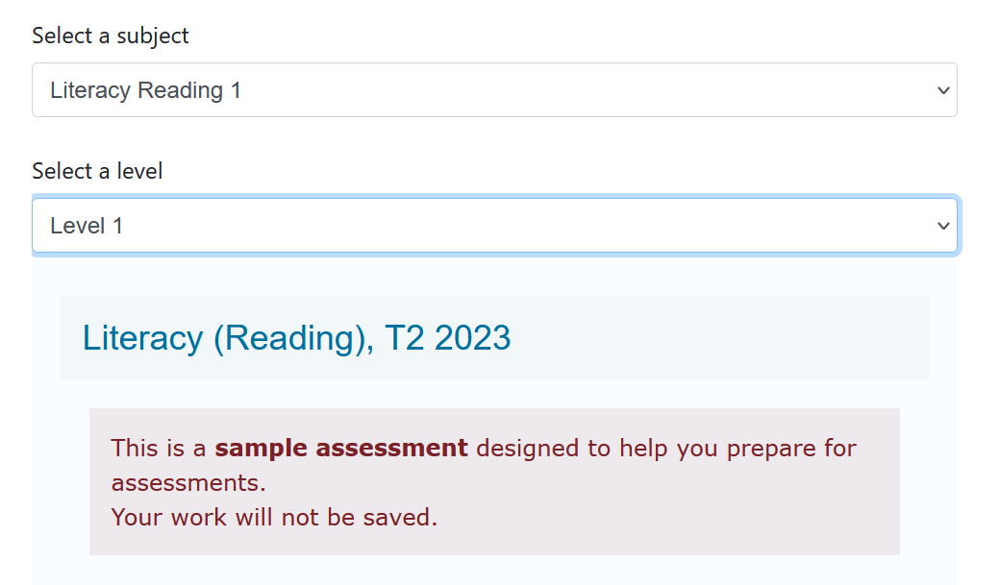 Select a subject
Literacy Reading 1
Select a level
Level 1
Literacy (Reading), T2 2023
This is a sample assessment designed to help you prepare for
assessments.
Your work will not be saved.